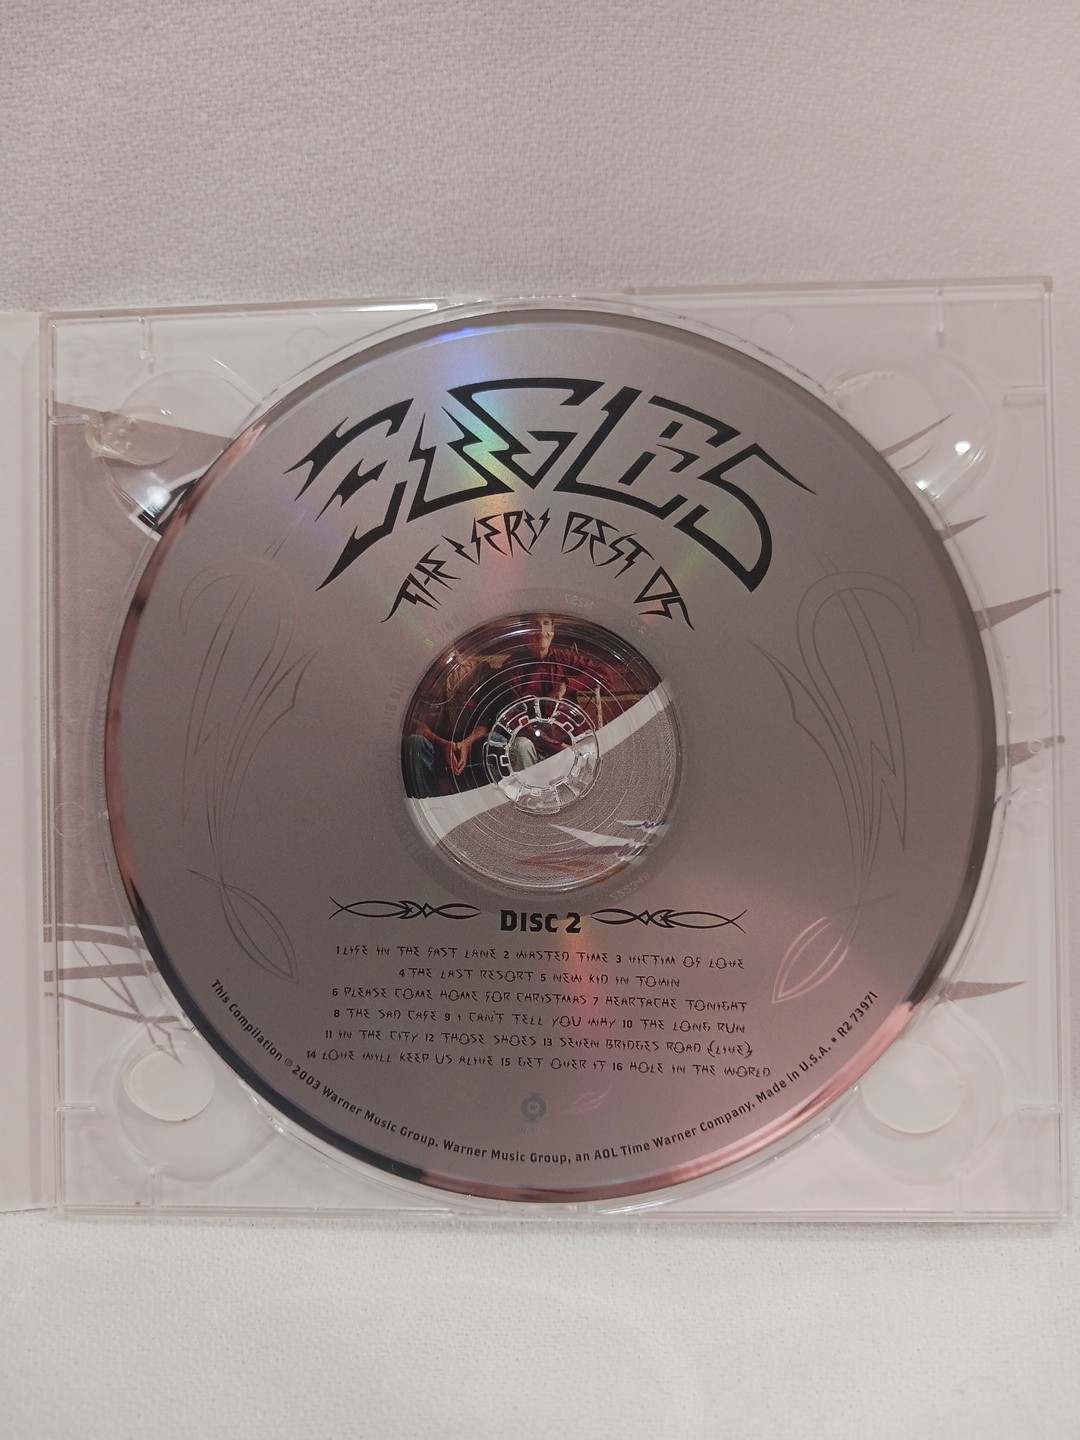 EAGLES
THE VERY BEST OF
DISC 2
1 LIFE IN THE FAST LANE 2 WASTED TIME 3 VICTIM OF LOVE
4 THE LAST RESORT 5 NEW KID IN TOWN
6 PLEASE COME HOME FOR CHRISTMAS 7 HEARTACHE TONIGHT
8 THE SAD CAFÉ 9 I CAN'T TELL YOU WHY 10 THE LONG RUN
11 IN THE CITY 12 THOSE SHOES 13 SEVEN BRIDGES ROAD (LIVE)
14 LOVE WILL KEEP US ALIVE 15 GET OVER IT 16 HOLE IN THE WORLD
This Compilation ℗ 2003 Warner Music Group. Warner Music Group, an AOL Time Warner Company. Made in U.S.A. • R2 73971